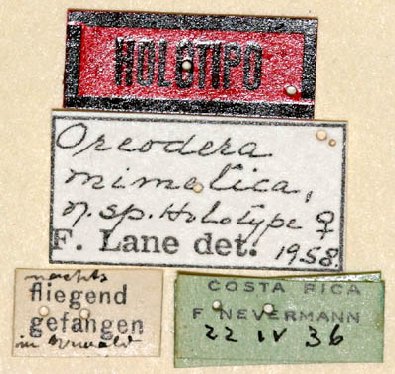 HOLOTIPO
Oreodera
mimetica,
n. sp. Holotype ♀
F. Lane det. 1958
nachts
fliegend
gefangen
im Urwald
COSTA RICA
F NEVERMANN
22 IV 36